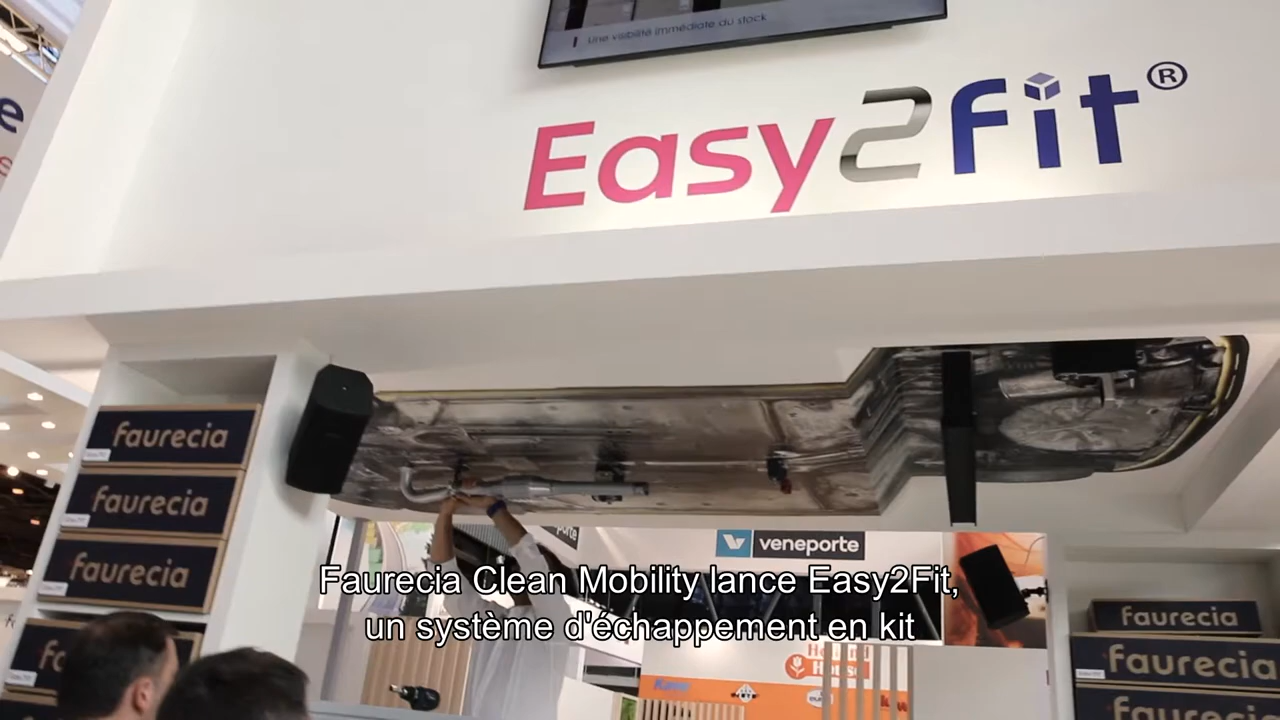 Une visibilité immédiate du stock
Easy2fit®
e
faurecia
faurecia
faurecia
veneporte
Faurecia Clean Mobility lance Easy2Fit,
un système d'échappement en kit
faurecia
faurecia
faurecia